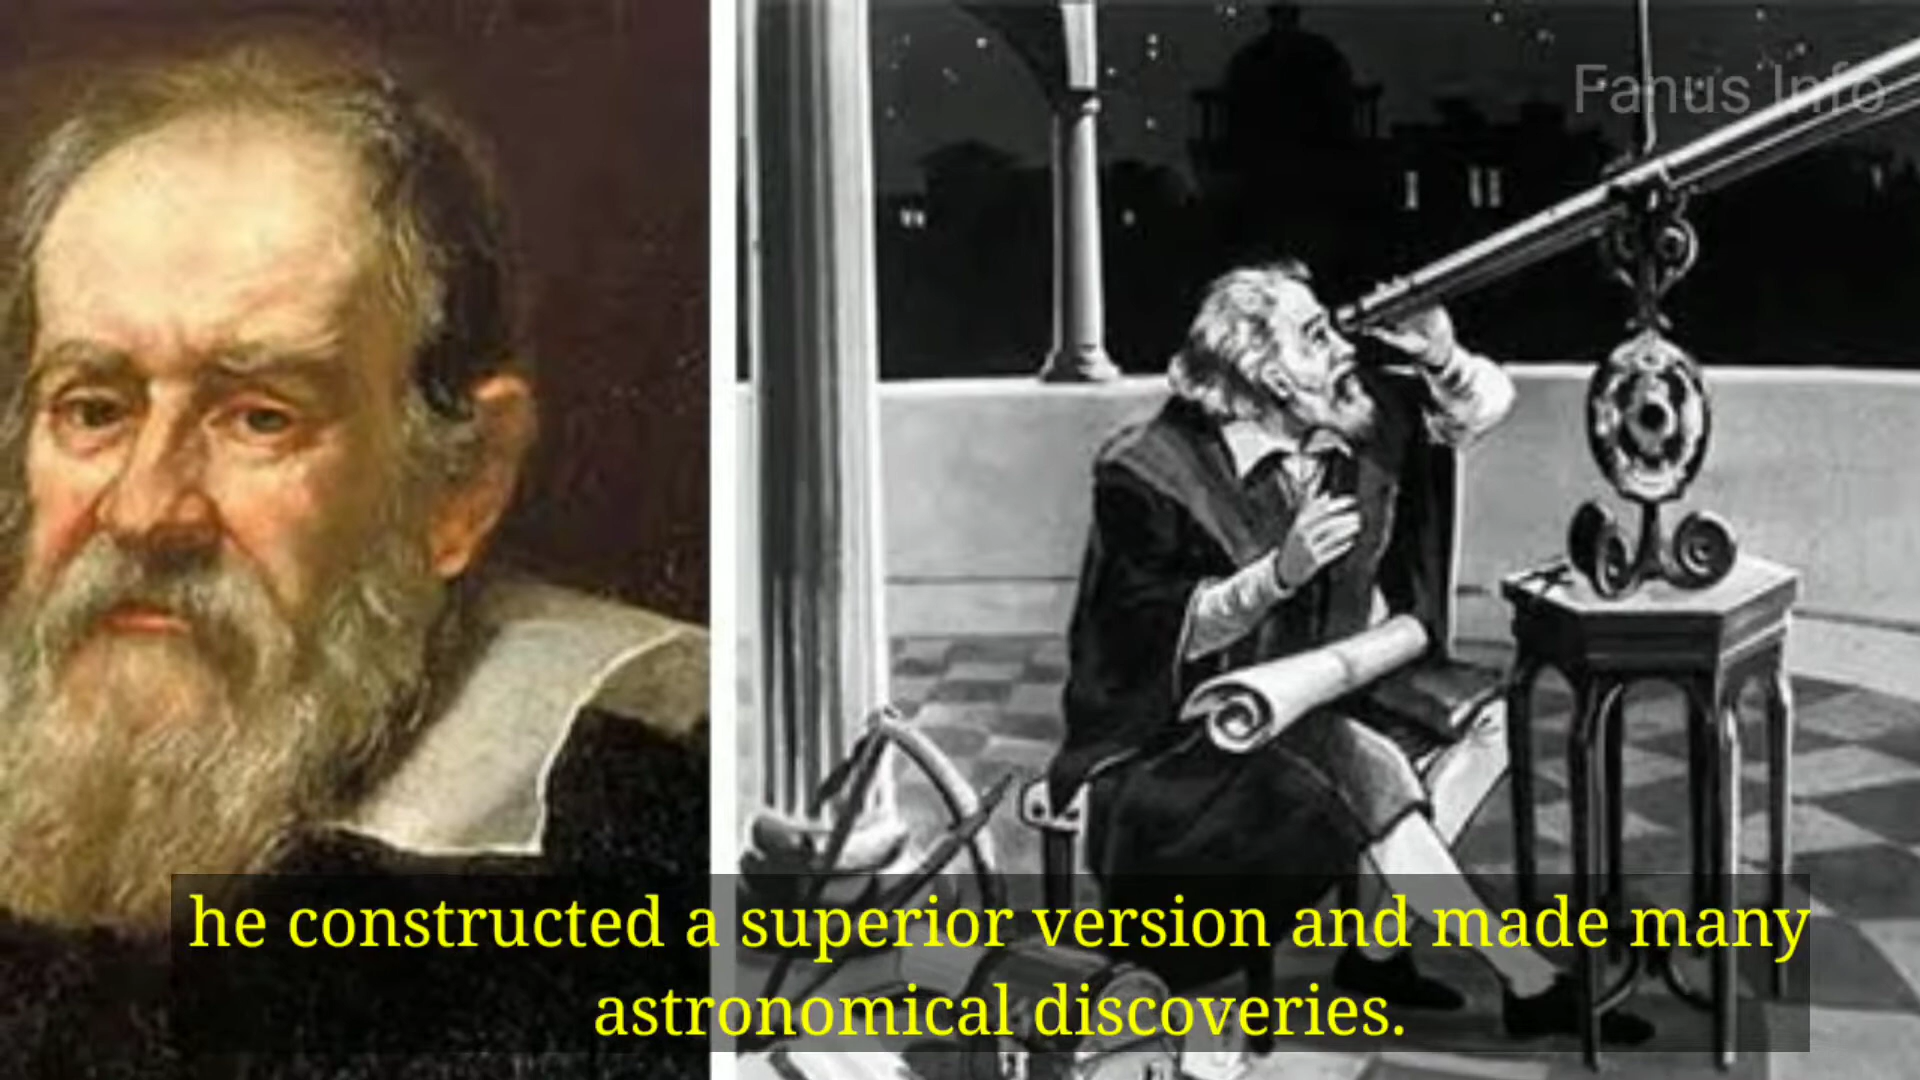 Fanus Info
he constructed a superior version and made many
astronomical discoveries.